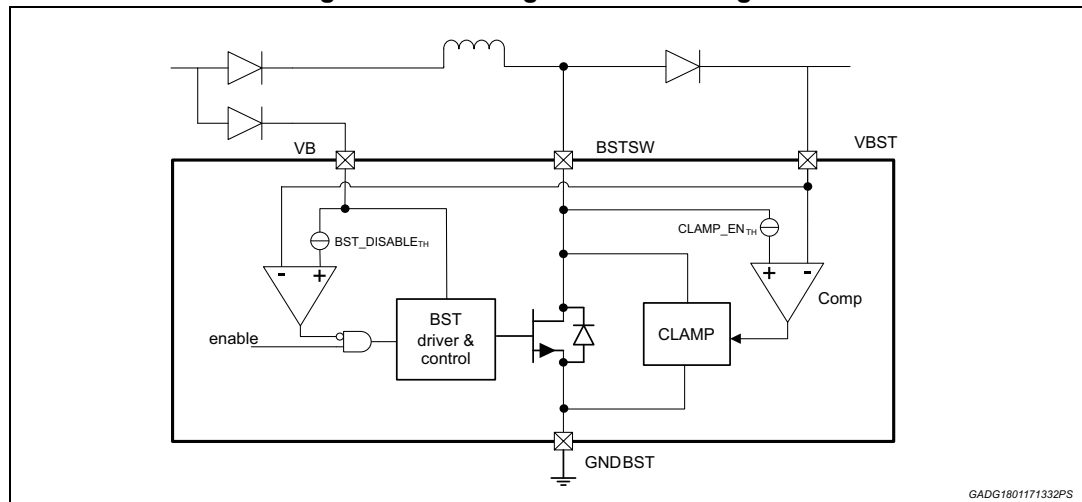 VB
BSTSW
VBST
BST_DISABLETH
CLAMP_ENTH
- +
+ -
Comp
enable
BST
driver &
control
CLAMP
GNDBST
GADG1801171332PS